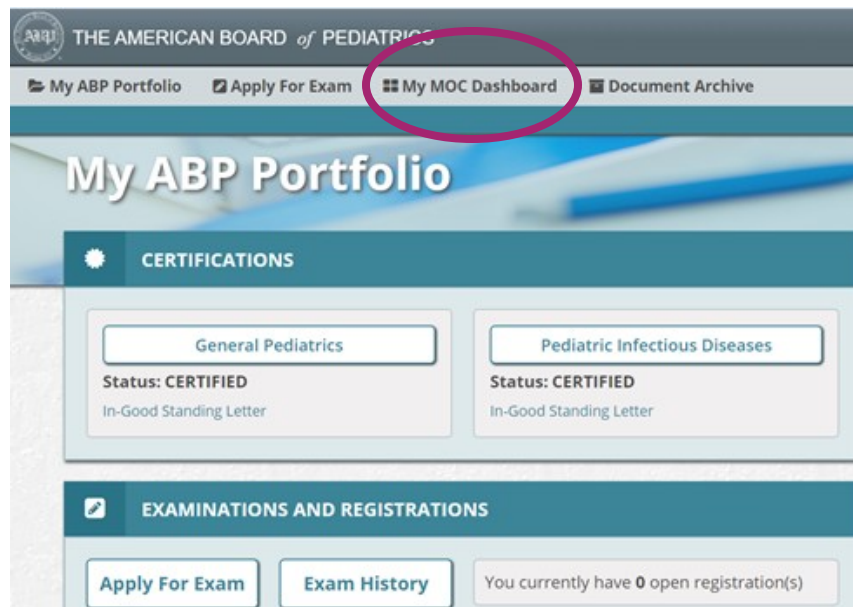 THE AMERICAN BOARD of PEDIATRICS
My ABP Portfolio Apply For Exam My MOC Dashboard Document Archive
My ABP Portfolio
CERTIFICATIONS
General Pediatrics
Status: CERTIFIED
In-Good Standing Letter
Pediatric Infectious Diseases
Status: CERTIFIED
In-Good Standing Letter
EXAMINATIONS AND REGISTRATIONS
Apply For Exam Exam History You currently have 0 open registration(s)